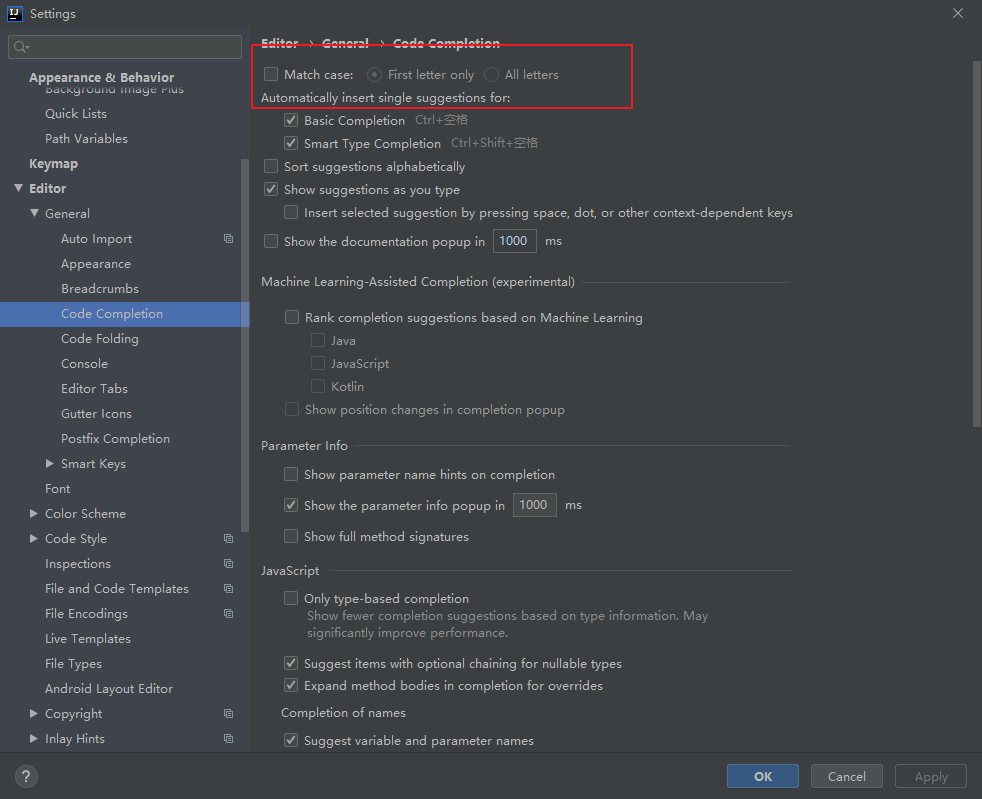 Settings
Editor › General › Code Completion
Appearance & Behavior
Background Image Plus
Quick Lists
Path Variables
Keymap
Editor
General
Auto Import
Appearance
Breadcrumbs
Code Completion
Code Folding
Console
Editor Tabs
Gutter Icons
Postfix Completion
Smart Keys
Font
Color Scheme
Code Style
Inspections
File and Code Templates
File Encodings
Live Templates
File Types
Android Layout Editor
Copyright
Inlay Hints
Match case: First letter only All letters
Automatically insert single suggestions for:
Basic Completion Ctrl+空格
Smart Type Completion Ctrl+Shift+空格
Sort suggestions alphabetically
Show suggestions as you type
Insert selected suggestion by pressing space, dot, or other context-dependent keys
Show the documentation popup in 1000 ms
Machine Learning-Assisted Completion (experimental)
Rank completion suggestions based on Machine Learning
Java
JavaScript
Kotlin
Show position changes in completion popup
Parameter Info
Show parameter name hints on completion
Show the parameter info popup in 1000 ms
Show full method signatures
JavaScript
Only type-based completion
Show fewer completion suggestions based on type information. May
significantly improve performance.
Suggest items with optional chaining for nullable types
Expand method bodies in completion for overrides
Completion of names
Suggest variable and parameter names
?
OK Cancel Apply